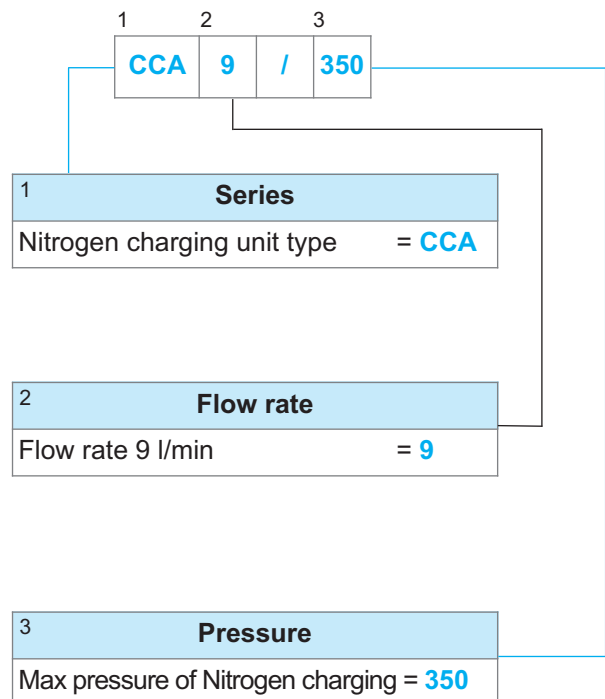 1 2 3
CCA 9 / 350
1 Series
Nitrogen charging unit type = CCA
2 Flow rate
Flow rate 9 l/min = 9
3 Pressure
Max pressure of Nitrogen charging = 350